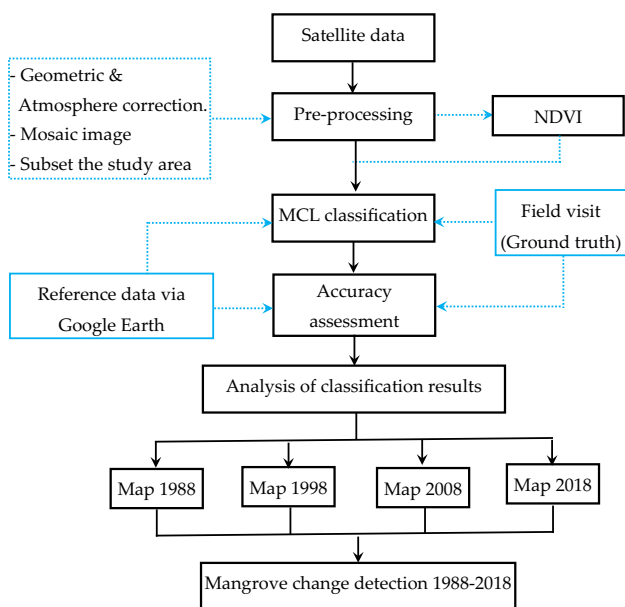 Satellite data
- Geometric &
Atmosphere correction.
- Mosaic image
- Subset the study area
Pre-processing
NDVI
MCL classification
Field visit
(Ground truth)
Reference data via
Google Earth
Accuracy
assessment
Analysis of classification results
Map 1988
Map 1998
Map 2008
Map 2018
Mangrove change detection 1988-2018